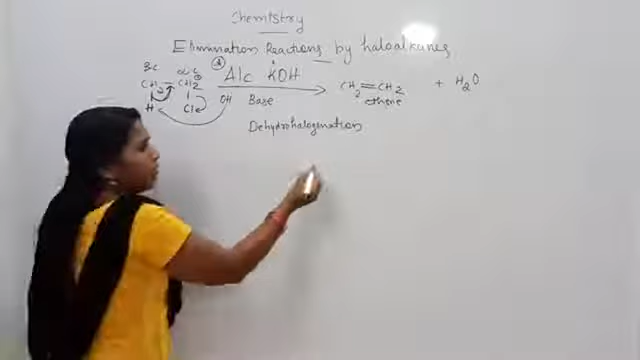 Chemistry
Elimination Reactions by haloalkanes
β-C α-C
CH2 CH2 Alc KOH CH2=CH2 + H2O
H Cl OH Base ethene
Dehydrohalogenation